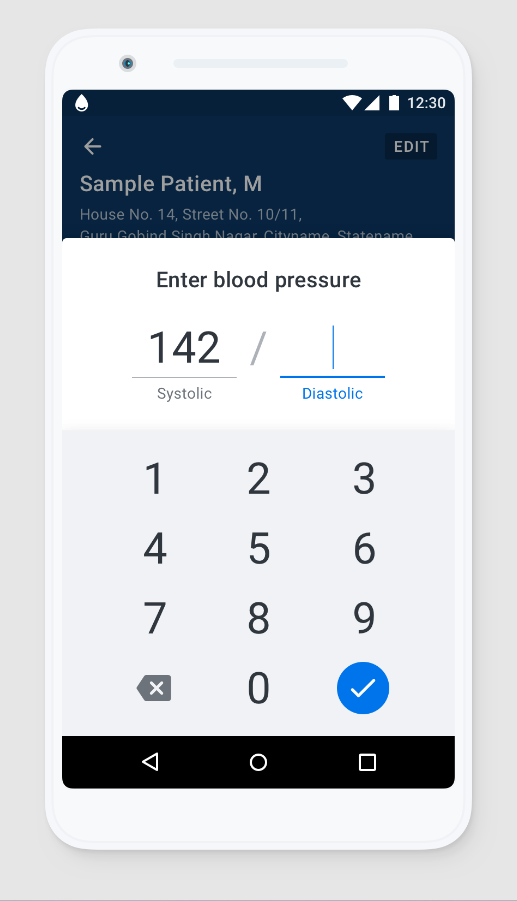 12:30
EDIT
Sample Patient, M
House No. 14, Street No. 10/11,
Guru Gobind Singh Nagar, Cityname, Statename
Enter blood pressure
142 /
Systolic Diastolic
1 2 3
4 5 6
7 8 9
0